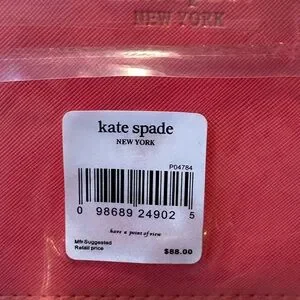 NEW YORK
kate spade
NEW YORK
P04784
0 98689 24902 5
have a point of view
Mfr Suggested
Retail price
$88.00